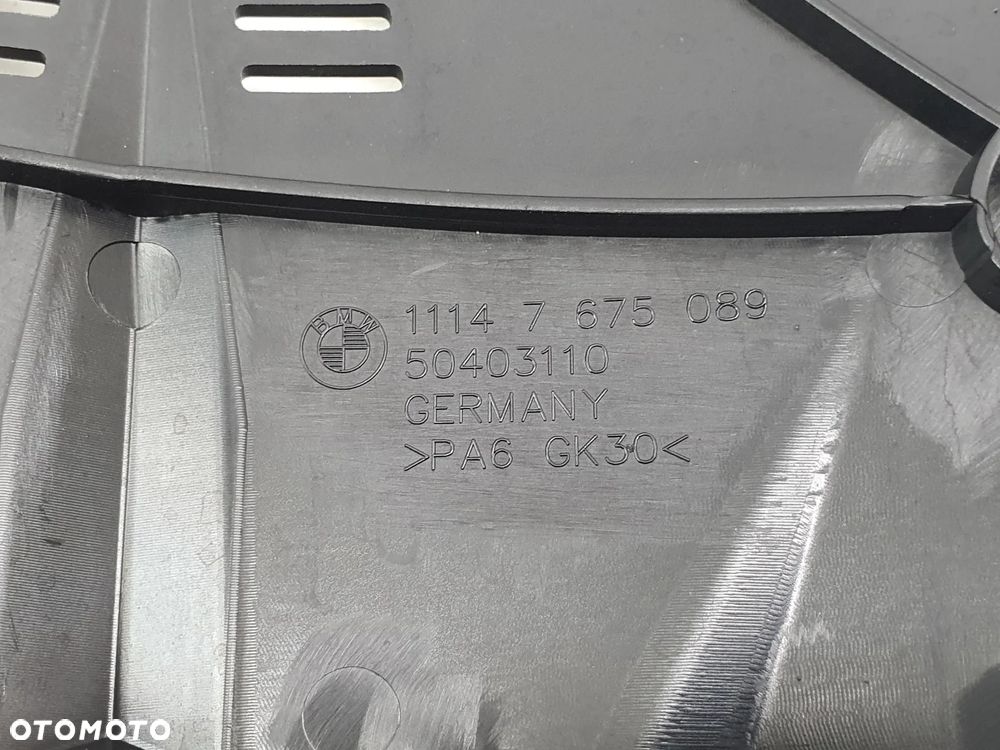 BMW
1114 7 675 089
50403110
GERMANY
>PA6 GK30<
OTOMOTO